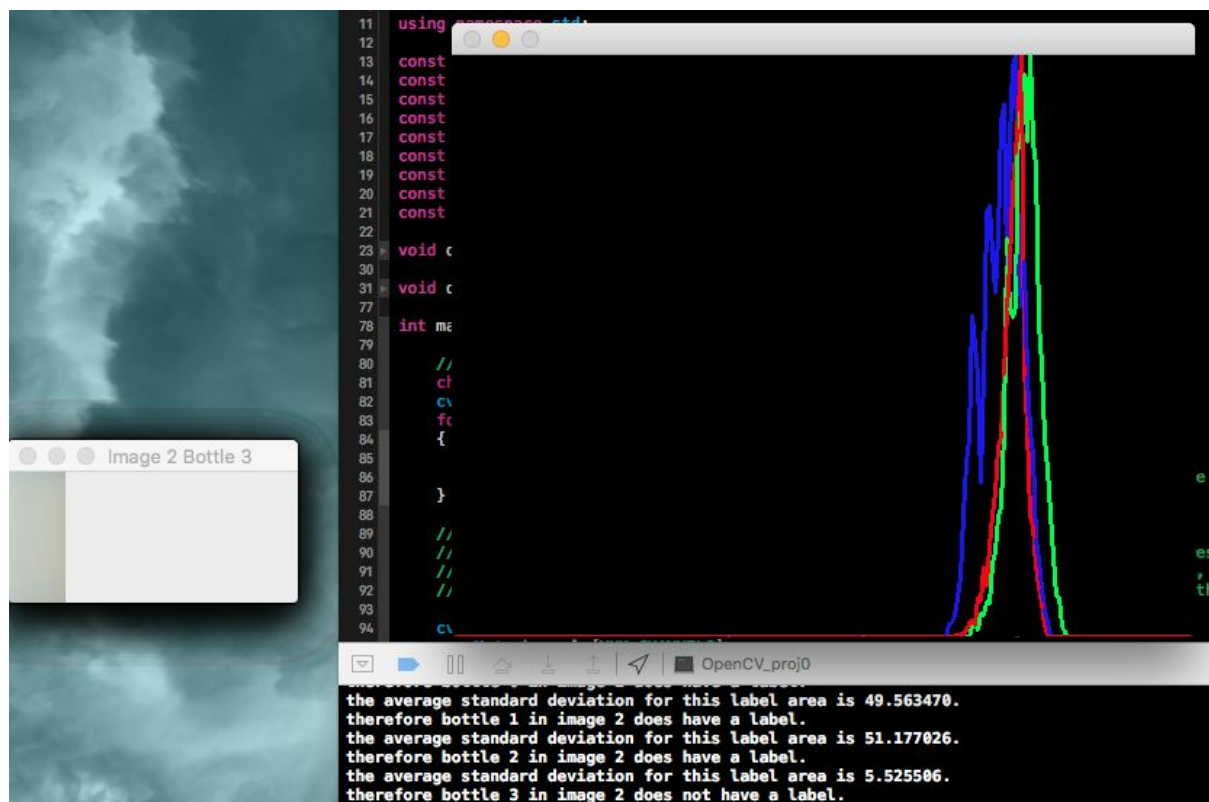 11 using namespace std;
12
13 const
14 const
15 const
16 const
17 const
18 const
19 const
20 const
21 const
22
23 void
30
31 void
77
78 int
79
80 //
81
82
83
84 {
85
86
87 }
88
89 //
90 //
91 //
92 //
93
94
Image 2 Bottle 3
OpenCV_proj0
the average standard deviation for this label area is 49.563470.
therefore bottle 1 in image 2 does have a label.
the average standard deviation for this label area is 51.177026.
therefore bottle 2 in image 2 does have a label.
the average standard deviation for this label area is 5.525506.
therefore bottle 3 in image 2 does not have a label.